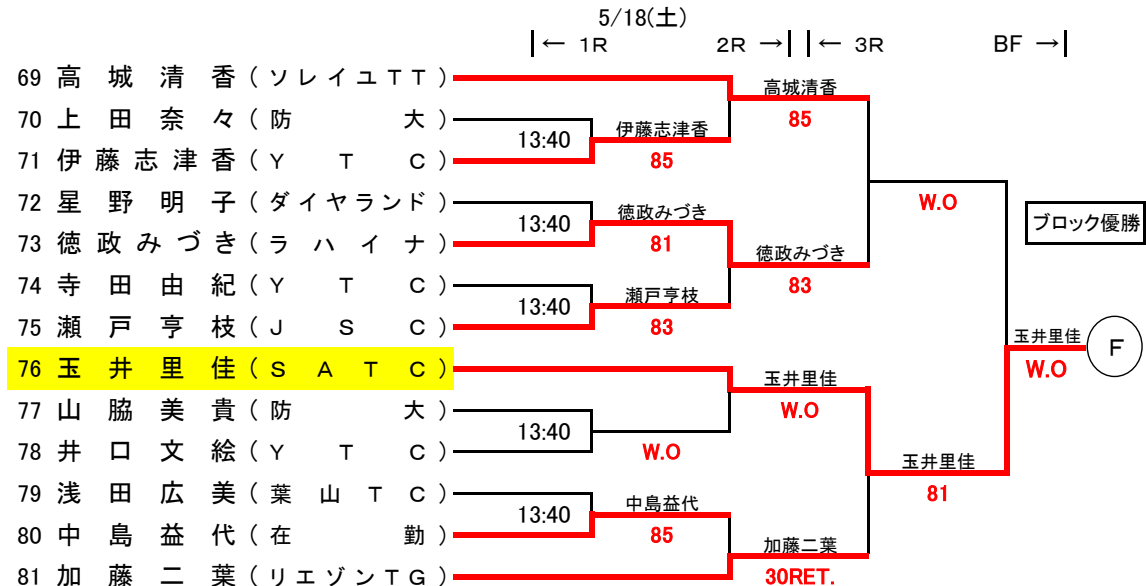 5/18(土)
← 1R 2R → ← 3R BF →
69 高城清香(ソレイユTT)
高城清香
85
70 上田奈々(防大)
13:40
伊藤志津香
85
71 伊藤志津香(YTC)
72 星野明子(ダイヤランド)
13:40
徳政みづき
81
W.O
ブロック優勝
73 徳政みづき(ラハイナ)
徳政みづき
83
74 寺田由紀(YTC)
13:40
瀬戸亨枝
83
75 瀬戸亨枝(JSC)
玉井里佳
W.O
F
76 玉井里佳(SATC)
玉井里佳
W.O
77 山脇美貴(防大)
13:40
W.O
78 井口文絵(YTC)
玉井里佳
81
79 浅田広美(葉山TC)
13:40
中島益代
85
80 中島益代(在勤)
加藤二葉
30RET.
81 加藤二葉(リエゾンTG)